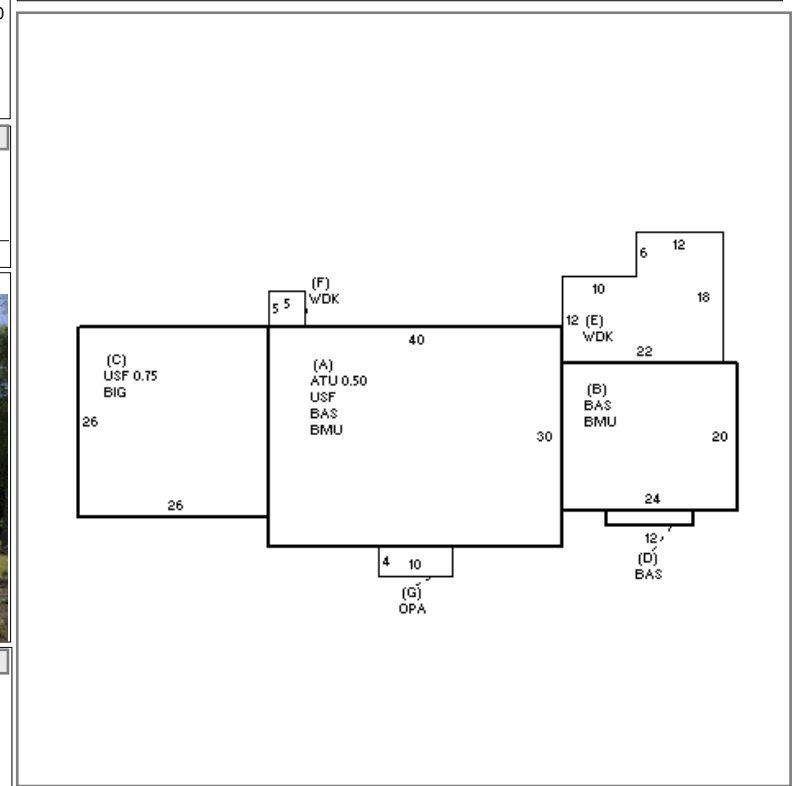 6
12
10
18
12 (E)
WDK
22
(F)
WDK
5 5
40
(C)
USF 0.75
BIG
26
26
(A)
ATU 0.50
USF
BAS
BMU
30
(B)
BAS
BMU
20
24
12
(D)
BAS
4 10
(G)
OPA